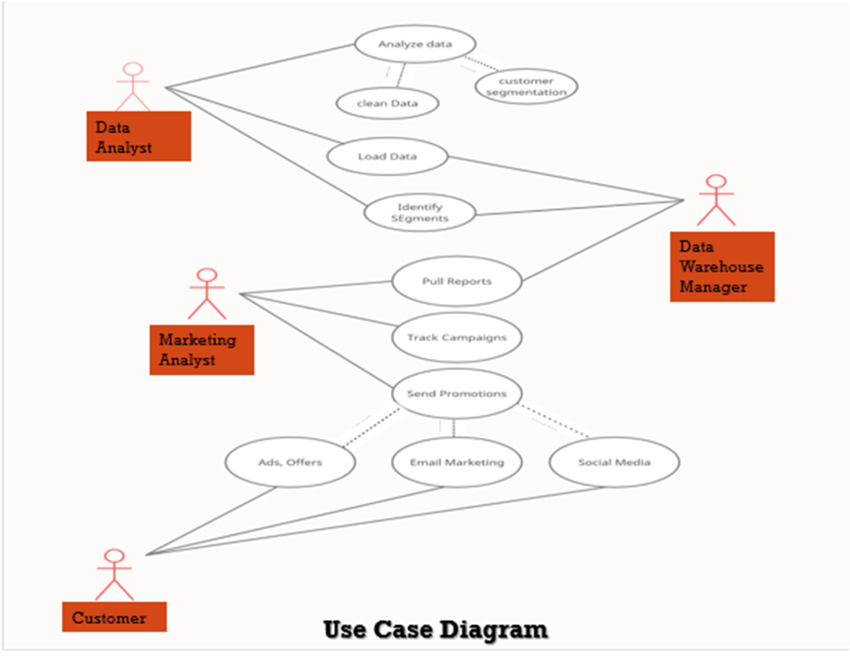 Analyze data
customer
segmentation
clean Data
Data
Analyst
Load Data
Identify
SEgments
Data
Warehouse
Manager
Pull Reports
Marketing
Analyst
Track Campaigns
Send Promotions
Ads, Offers
Email Marketing
Social Media
Customer
Use Case Diagram